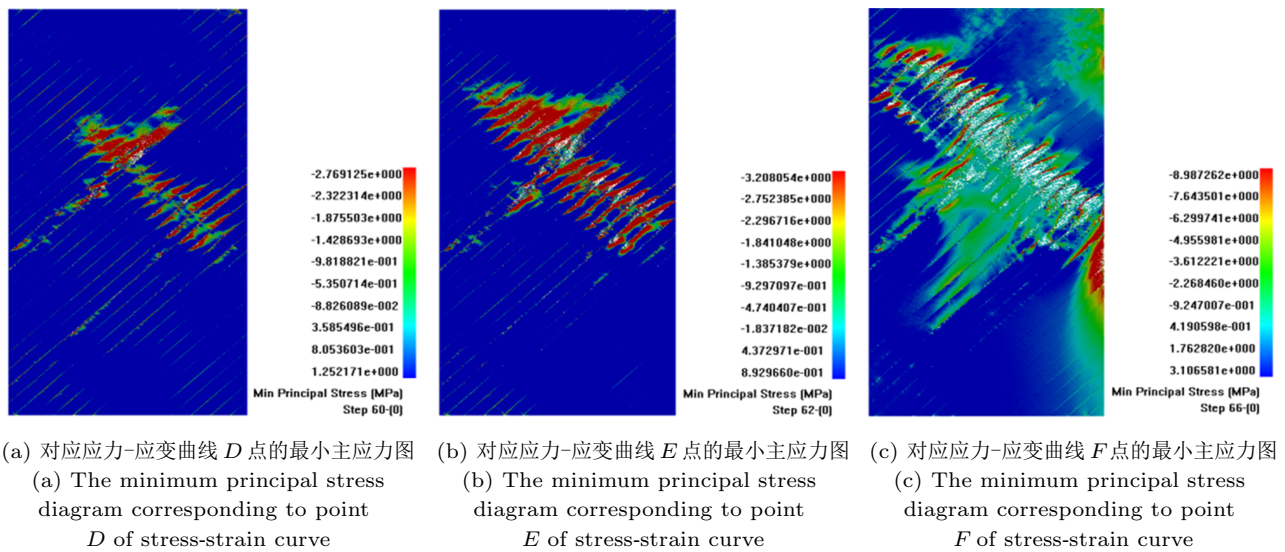 -2.769125e+000
-2.322314e+000
-1.875503e+000
-1.428693e+000
-9.818821e-001
-5.350714e-001
-8.826089e-002
3.585496e-001
8.053603e-001
1.252171e+000
Min Principal Stress (MPa)
Step 60-(0)
-3.208054e+000
-2.752385e+000
-2.296716e+000
-1.841048e+000
-1.385379e+000
-9.297097e-001
-4.740407e-001
-1.837182e-002
4.372971e-001
8.929660e-001
Min Principal Stress (MPa)
Step 62-(0)
-8.987262e+000
-7.643501e+000
-6.299741e+000
-4.955981e+000
-3.612221e+000
-2.268460e+000
-9.247007e-001
4.190598e-001
1.762820e+000
3.106581e+000
Min Principal Stress (MPa)
Step 66-(0)
(a) 对应应力–应变曲线 D 点的最小主应力图
(a) The minimum principal stress
diagram corresponding to point
D of stress-strain curve
(b) 对应应力–应变曲线 E 点的最小主应力图
(b) The minimum principal stress
diagram corresponding to point
E of stress-strain curve
(c) 对应应力–应变曲线 F 点的最小主应力图
(c) The minimum principal stress
diagram corresponding to point
F of stress-strain curve